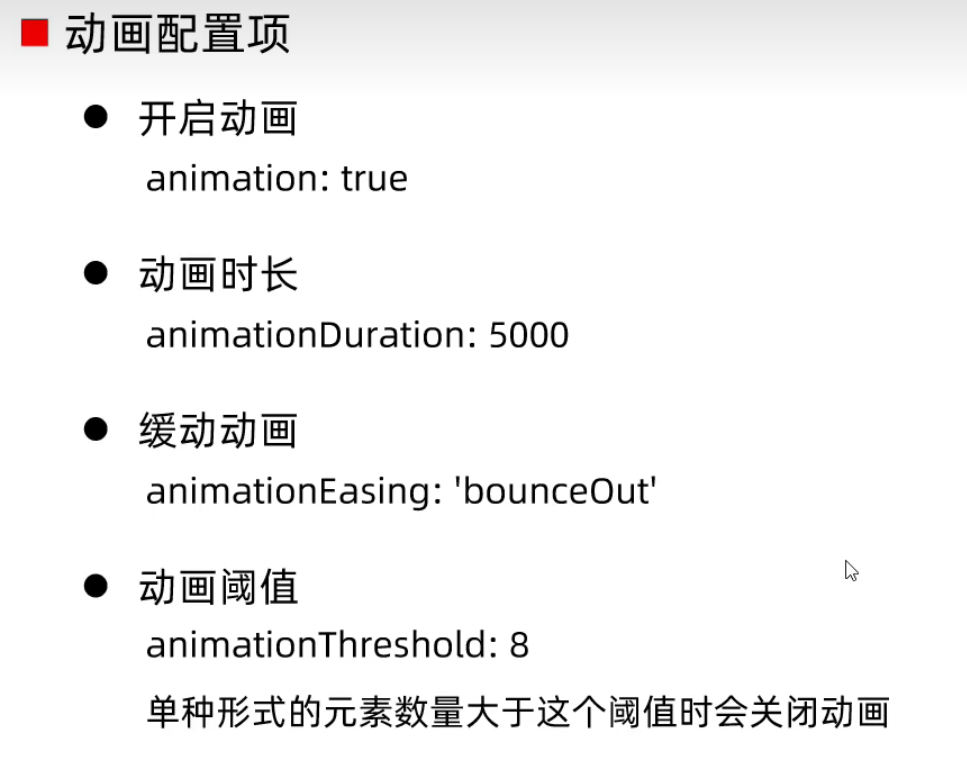 动画配置项
开启动画
animation: true
动画时长
animationDuration: 5000
缓动动画
animationEasing: 'bounceOut'
动画阈值
animationThreshold: 8
单种形式的元素数量大于这个阈值时会关闭动画